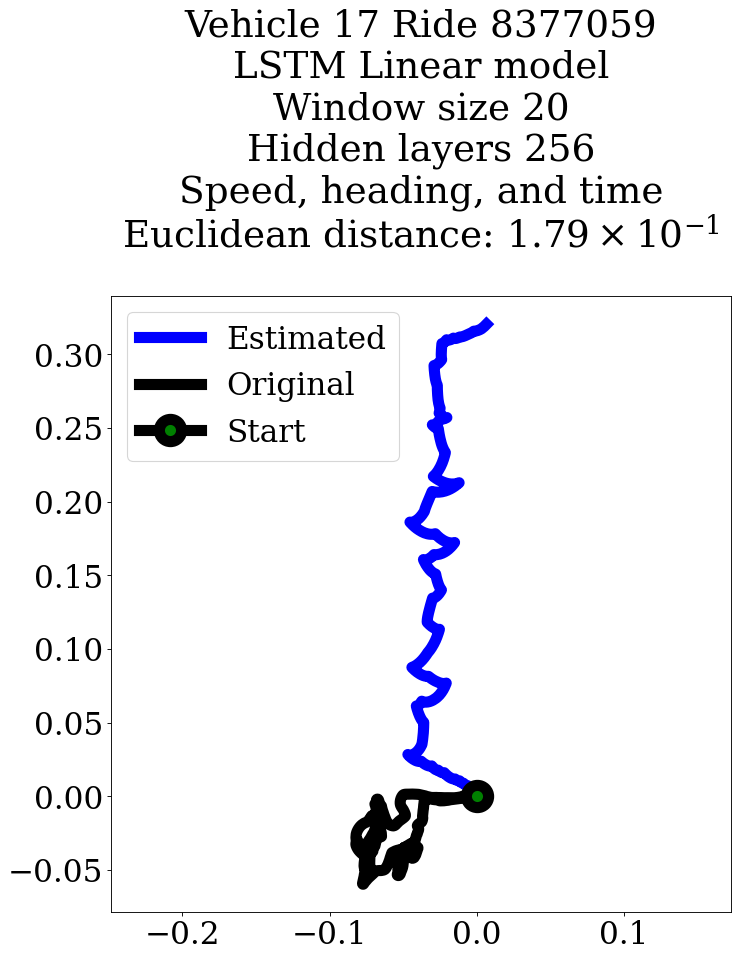 Vehicle 17 Ride 8377059
LSTM Linear model
Window size 20
Hidden layers 256
Speed, heading, and time
Euclidean distance: 1.79 × 10⁻¹
Estimated
Original
Start
0.30
0.25
0.20
0.15
0.10
0.05
0.00
−0.05
−0.2
−0.1
0.0
0.1